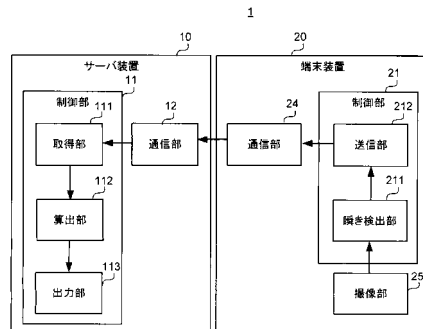 1
10
20
サーバ装置
端末装置
11
21
制御部
制御部
111
12
24
212
取得部
通信部
通信部
送信部
112
211
算出部
瞬き検出部
113
25
出力部
撮像部